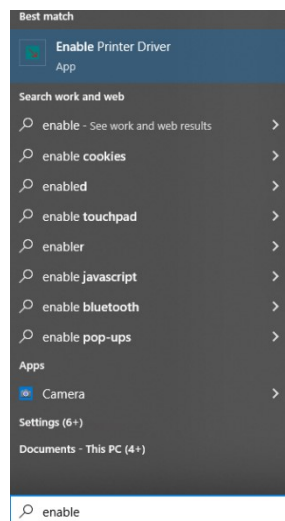 Best match
Enable Printer Driver
App
Search work and web
enable - See work and web results
enable cookies
enabled
enable touchpad
enabler
enable javascript
enable bluetooth
enable pop-ups
Apps
Camera
Settings (6+)
Documents - This PC (4+)
enable